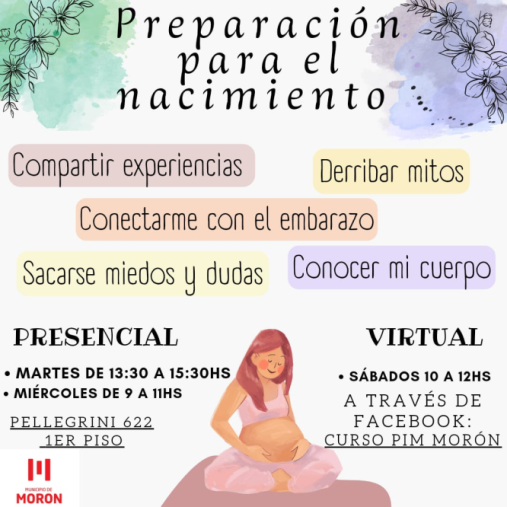 Preparación
para el
nacimiento
Compartir experiencias
Derribar mitos
Conectarme con el embarazo
Sacarse miedos y dudas
Conocer mi cuerpo
PRESENCIAL
• MARTES DE 13:30 A 15:30HS
• MIÉRCOLES DE 9 A 11HS
PELLEGRINI 622
1ER PISO
VIRTUAL
• SÁBADOS 10 A 12HS
A TRAVÉS DE
FACEBOOK:
CURSO PIM MORÓN
MUNICIPIO DE
MORON